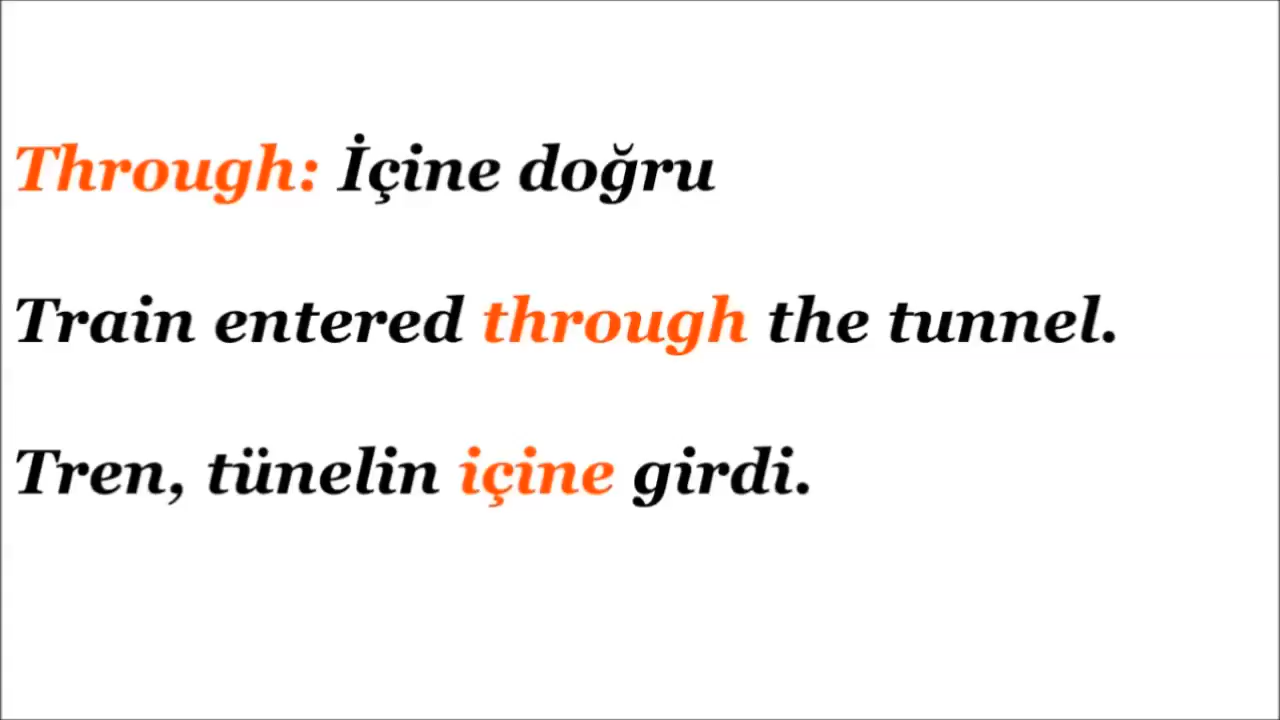 Through: İçine doğru
Train entered through the tunnel.
Tren, tünelin içine girdi.